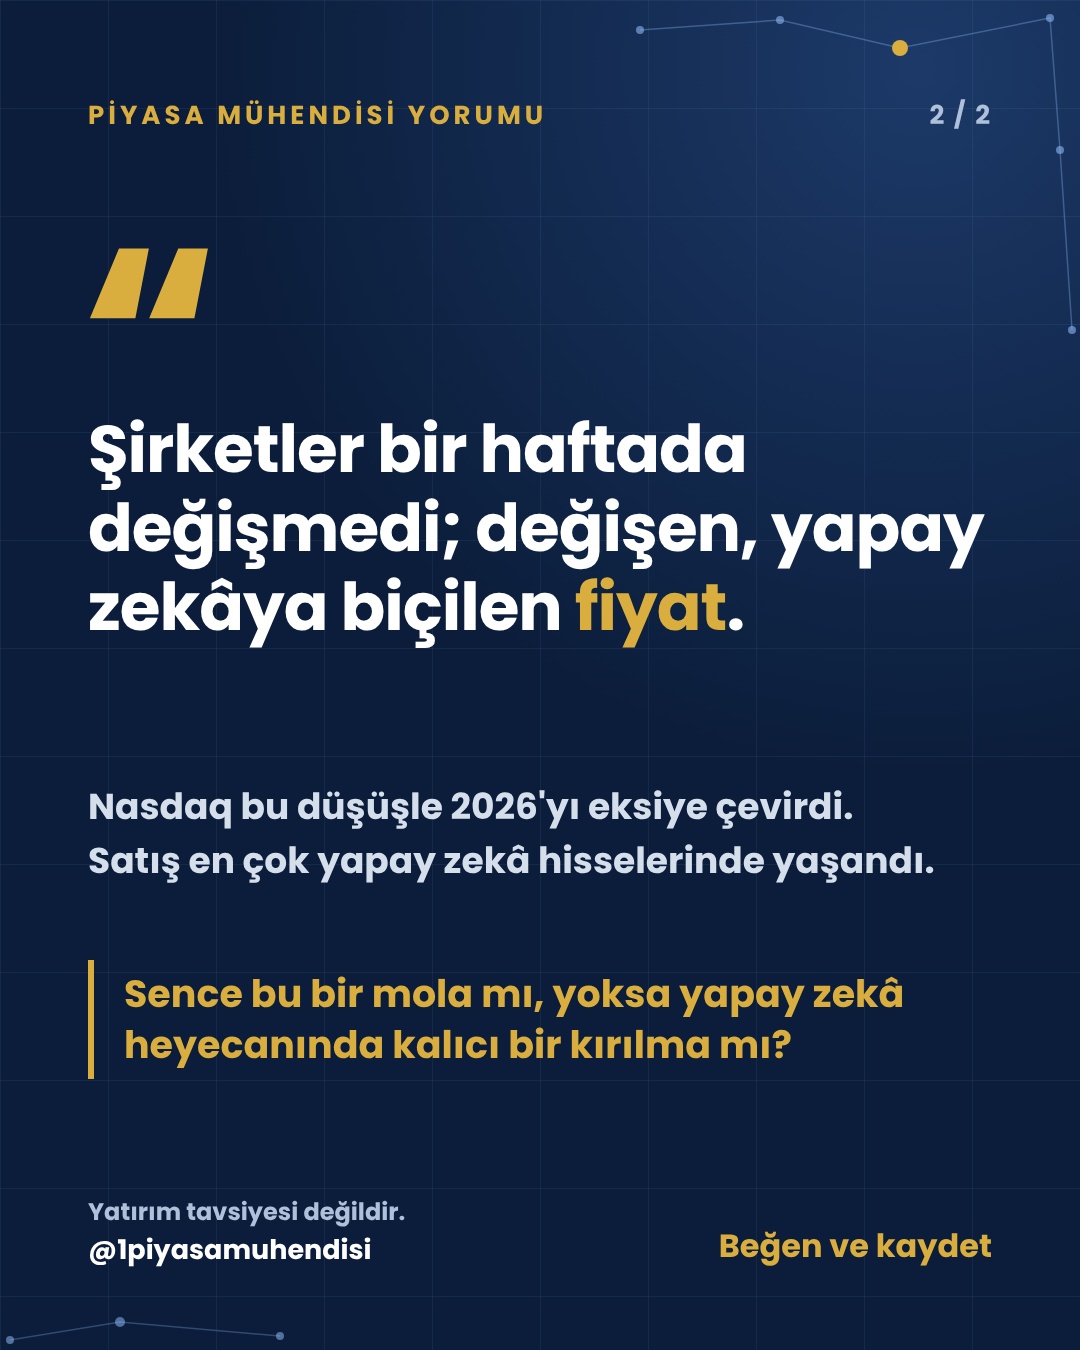 PİYASA MÜHENDİSİ YORUMU
2 / 2
“
Şirketler bir haftada
değişmedi; değişen, yapay
zekâya biçilen fiyat.
Nasdaq bu düşüşle 2026'yı eksiye çevirdi.
Satış en çok yapay zekâ hisselerinde yaşandı.
Sence bu bir mola mı, yoksa yapay zekâ
heyecanında kalıcı bir kırılma mı?
Yatırım tavsiyesi değildir.
@1piyasamuhendisi
Beğen ve kaydet